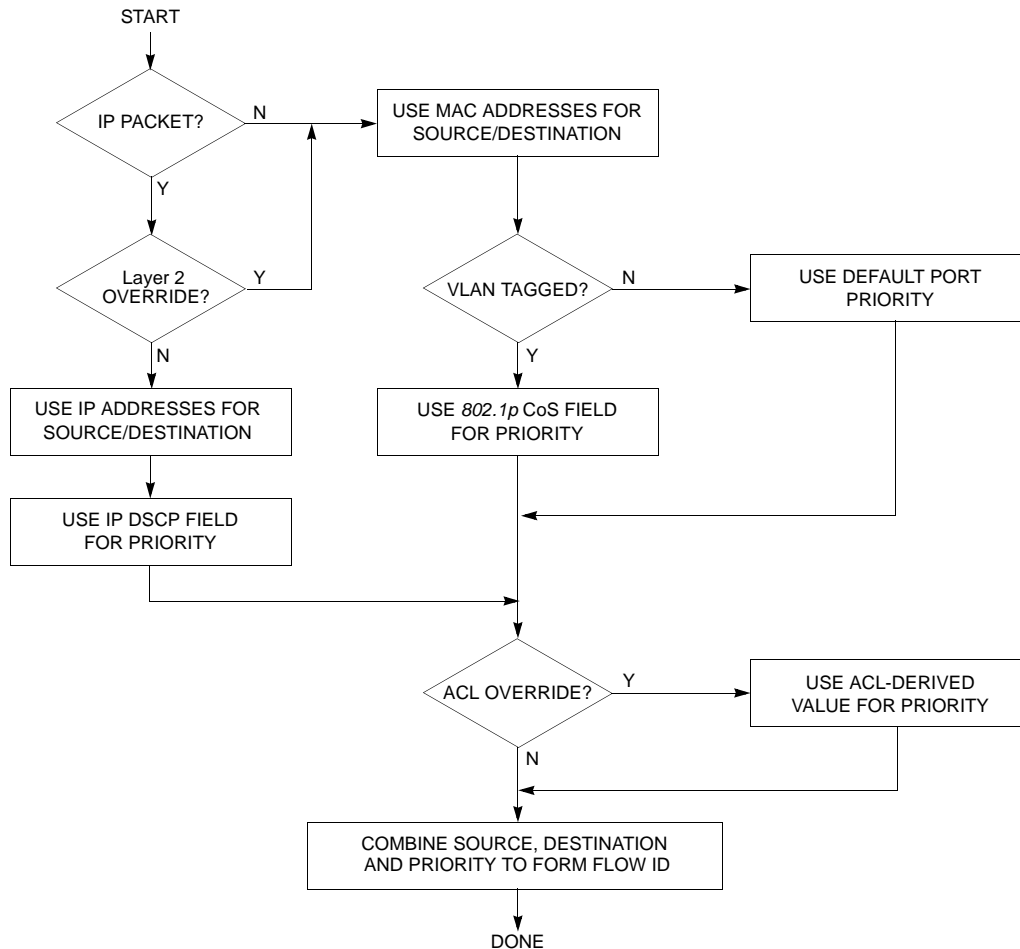 START
IP PACKET?
N
Y
USE MAC ADDRESSES FOR
SOURCE/DESTINATION
Layer 2
OVERRIDE?
Y
N
VLAN TAGGED?
N
Y
USE DEFAULT PORT
PRIORITY
USE IP ADDRESSES FOR
SOURCE/DESTINATION
USE 802.1p CoS FIELD
FOR PRIORITY
USE IP DSCP FIELD
FOR PRIORITY
ACL OVERRIDE?
Y
N
USE ACL-DERIVED
VALUE FOR PRIORITY
COMBINE SOURCE, DESTINATION
AND PRIORITY TO FORM FLOW ID
DONE